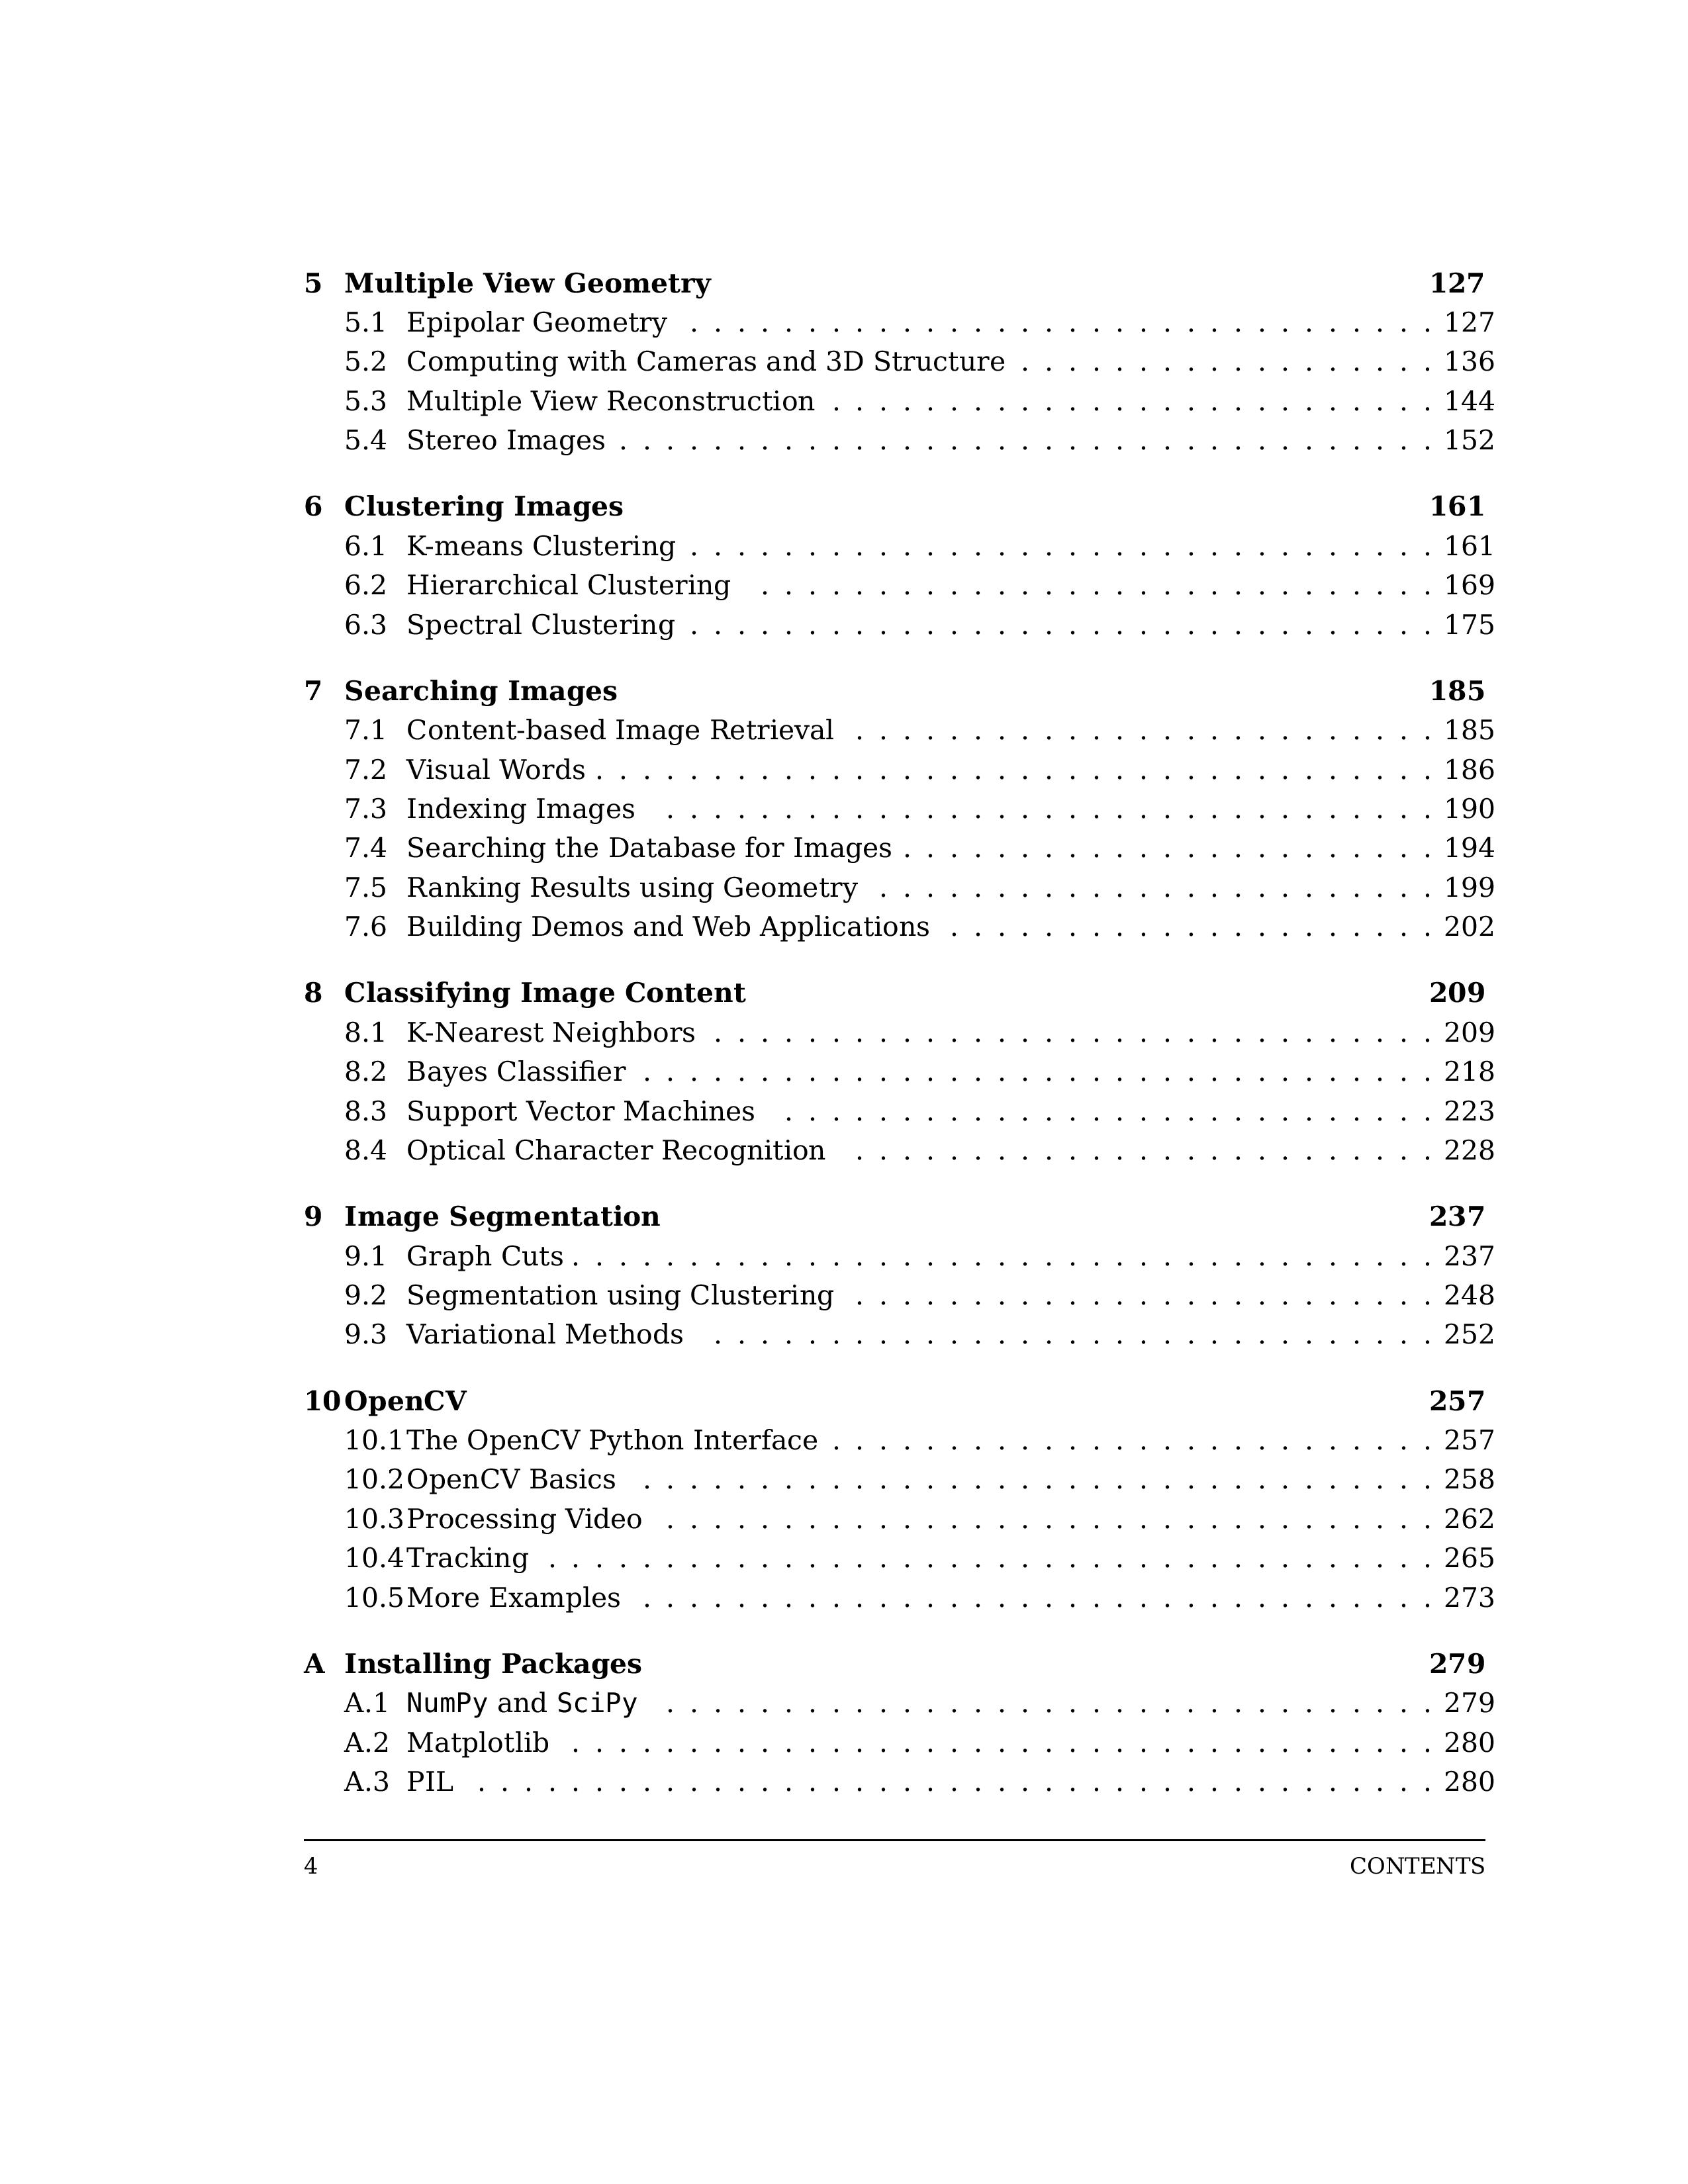 5 Multiple View Geometry 127
5.1 Epipolar Geometry . . . . . . . . . . . . . . . . . . . . . . . . . . . . . . . . 127
5.2 Computing with Cameras and 3D Structure . . . . . . . . . . . . . . . . . . 136
5.3 Multiple View Reconstruction . . . . . . . . . . . . . . . . . . . . . . . . . . 144
5.4 Stereo Images . . . . . . . . . . . . . . . . . . . . . . . . . . . . . . . . . . . 152
6 Clustering Images 161
6.1 K-means Clustering . . . . . . . . . . . . . . . . . . . . . . . . . . . . . . . . 161
6.2 Hierarchical Clustering . . . . . . . . . . . . . . . . . . . . . . . . . . . . . 169
6.3 Spectral Clustering . . . . . . . . . . . . . . . . . . . . . . . . . . . . . . . . 175
7 Searching Images 185
7.1 Content-based Image Retrieval . . . . . . . . . . . . . . . . . . . . . . . . . 185
7.2 Visual Words . . . . . . . . . . . . . . . . . . . . . . . . . . . . . . . . . . . . 186
7.3 Indexing Images . . . . . . . . . . . . . . . . . . . . . . . . . . . . . . . . . 190
7.4 Searching the Database for Images . . . . . . . . . . . . . . . . . . . . . . . 194
7.5 Ranking Results using Geometry . . . . . . . . . . . . . . . . . . . . . . . . 199
7.6 Building Demos and Web Applications . . . . . . . . . . . . . . . . . . . . . 202
8 Classifying Image Content 209
8.1 K-Nearest Neighbors . . . . . . . . . . . . . . . . . . . . . . . . . . . . . . . 209
8.2 Bayes Classifier . . . . . . . . . . . . . . . . . . . . . . . . . . . . . . . . . . 218
8.3 Support Vector Machines . . . . . . . . . . . . . . . . . . . . . . . . . . . . 223
8.4 Optical Character Recognition . . . . . . . . . . . . . . . . . . . . . . . . . 228
9 Image Segmentation 237
9.1 Graph Cuts . . . . . . . . . . . . . . . . . . . . . . . . . . . . . . . . . . . . . 237
9.2 Segmentation using Clustering . . . . . . . . . . . . . . . . . . . . . . . . . 248
9.3 Variational Methods . . . . . . . . . . . . . . . . . . . . . . . . . . . . . . . 252
10 OpenCV 257
10.1 The OpenCV Python Interface . . . . . . . . . . . . . . . . . . . . . . . . . . 257
10.2 OpenCV Basics . . . . . . . . . . . . . . . . . . . . . . . . . . . . . . . . . . 258
10.3 Processing Video . . . . . . . . . . . . . . . . . . . . . . . . . . . . . . . . . 262
10.4 Tracking . . . . . . . . . . . . . . . . . . . . . . . . . . . . . . . . . . . . . . 265
10.5 More Examples . . . . . . . . . . . . . . . . . . . . . . . . . . . . . . . . . . 273
A Installing Packages 279
A.1 NumPy and SciPy . . . . . . . . . . . . . . . . . . . . . . . . . . . . . . . . . 279
A.2 Matplotlib . . . . . . . . . . . . . . . . . . . . . . . . . . . . . . . . . . . . . 280
A.3 PIL . . . . . . . . . . . . . . . . . . . . . . . . . . . . . . . . . . . . . . . . . 280
4 CONTENTS